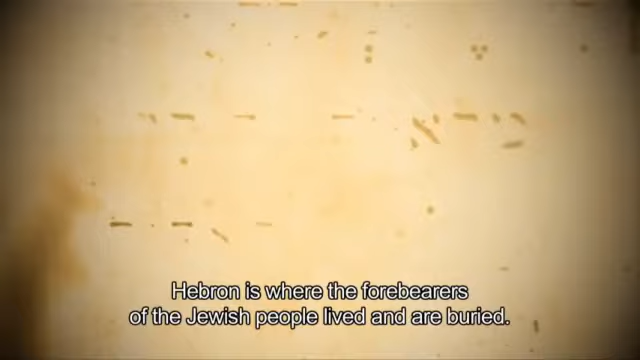 Hebron is where the forebearers
of the Jewish people lived and are buried.